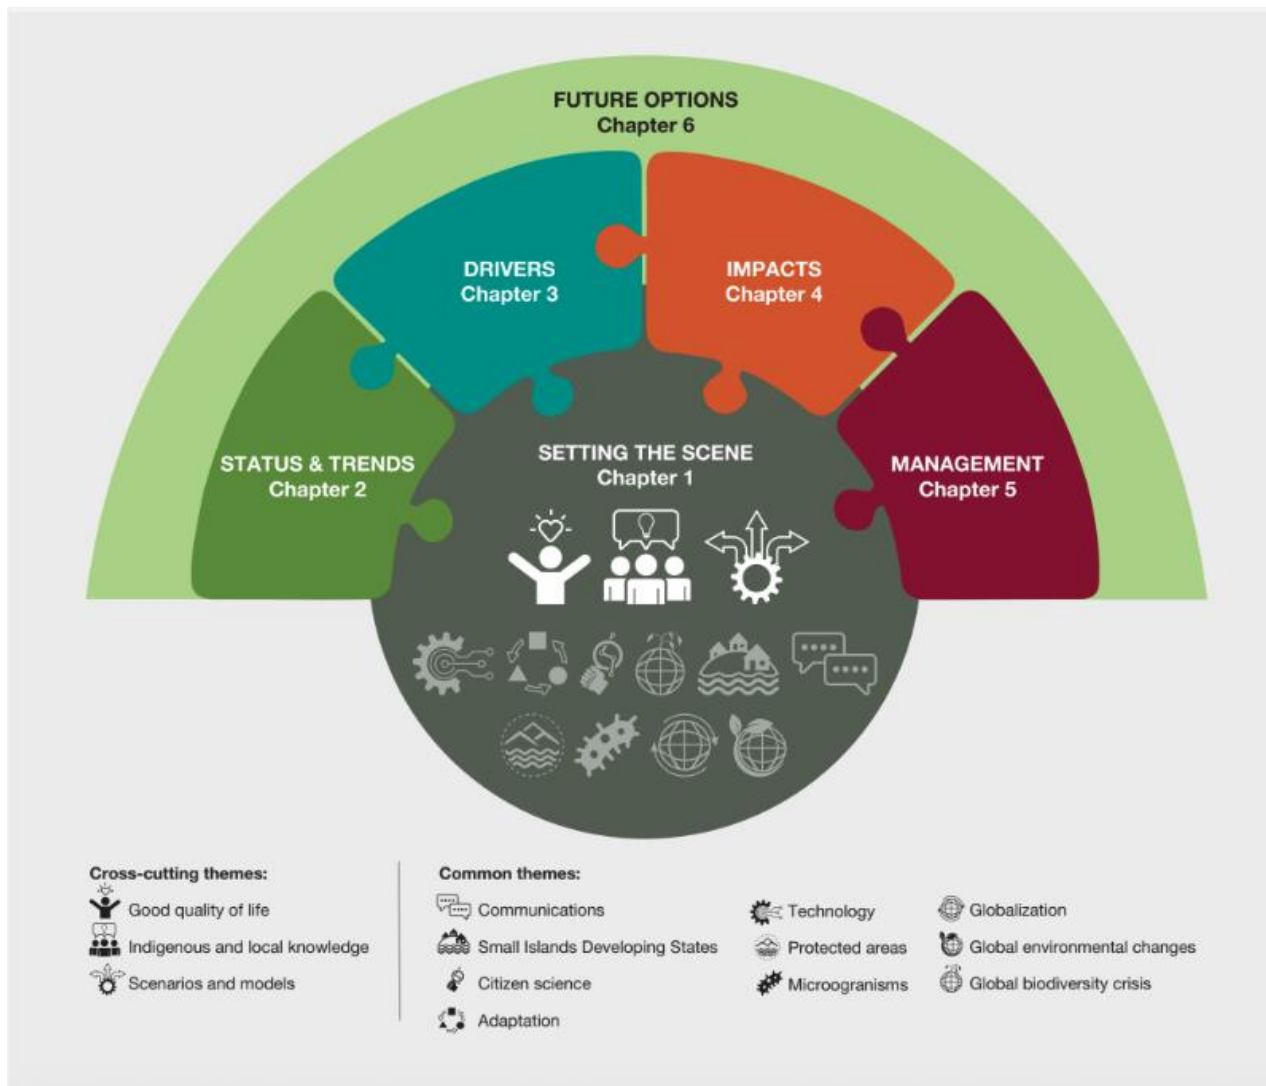 FUTURE OPTIONS
Chapter 6
DRIVERS
Chapter 3
IMPACTS
Chapter 4
STATUS & TRENDS
Chapter 2
SETTING THE SCENE
Chapter 1
MANAGEMENT
Chapter 5
Cross-cutting themes:
Good quality of life
Indigenous and local knowledge
Scenarios and models
Common themes:
Communications
Small Islands Developing States
Citizen science
Adaptation
Technology
Protected areas
Microogranisms
Globalization
Global environmental changes
Global biodiversity crisis